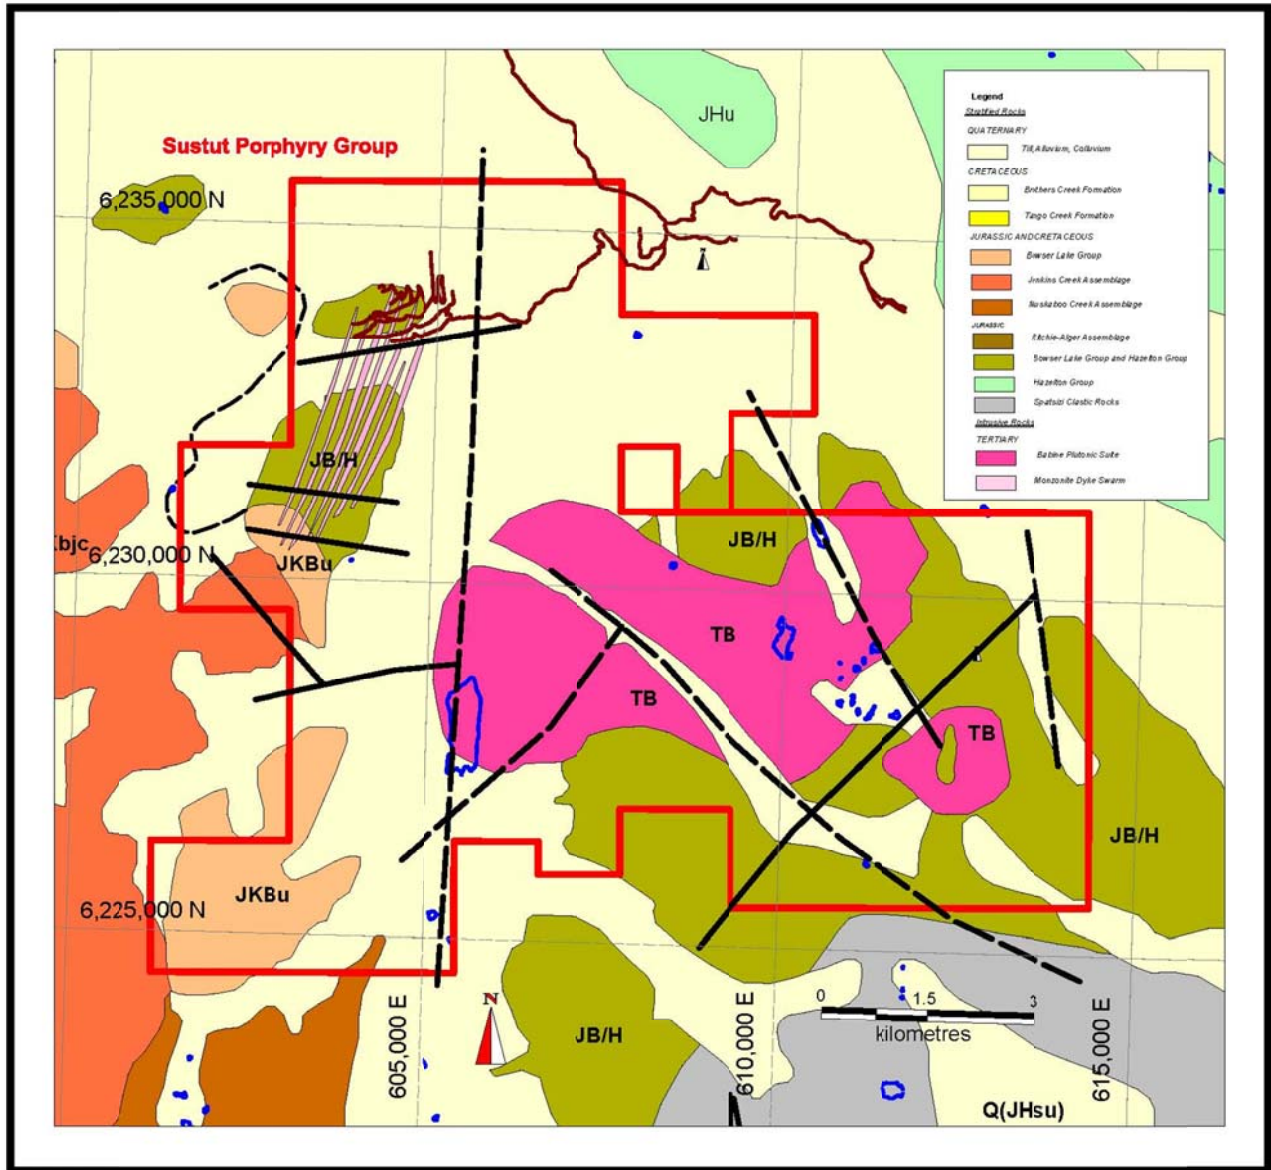 JHu
Sustut Porphyry Group
6,235,000 N
JB/H
JKBu
6,230,000 N
JB/H
TB
TB
TB
JB/H
JKBu
6,225,000 N
JB/H
N
605,000 E
610,000 E
615,000 E
0 1.5 3
kilometres
Q(JHsu)
Legend
Stratified Rocks
QUATERNARY
Till, Alluvium, Colluvium
CRETACEOUS
Brothers Creek Formation
Tango Creek Formation
JURASSIC AND CRETACEOUS
Bowser Lake Group
Jenkins Creek Assemblage
Muskaboo Creek Assemblage
JURASSIC
Ritchie-Alger Assemblage
Bowser Lake Group and Hazelton Group
Hazelton Group
Spatsizi Clastic Rocks
Intrusive Rocks
TERTIARY
Babine Plutonic Suite
Monzonite Dyke Swarm